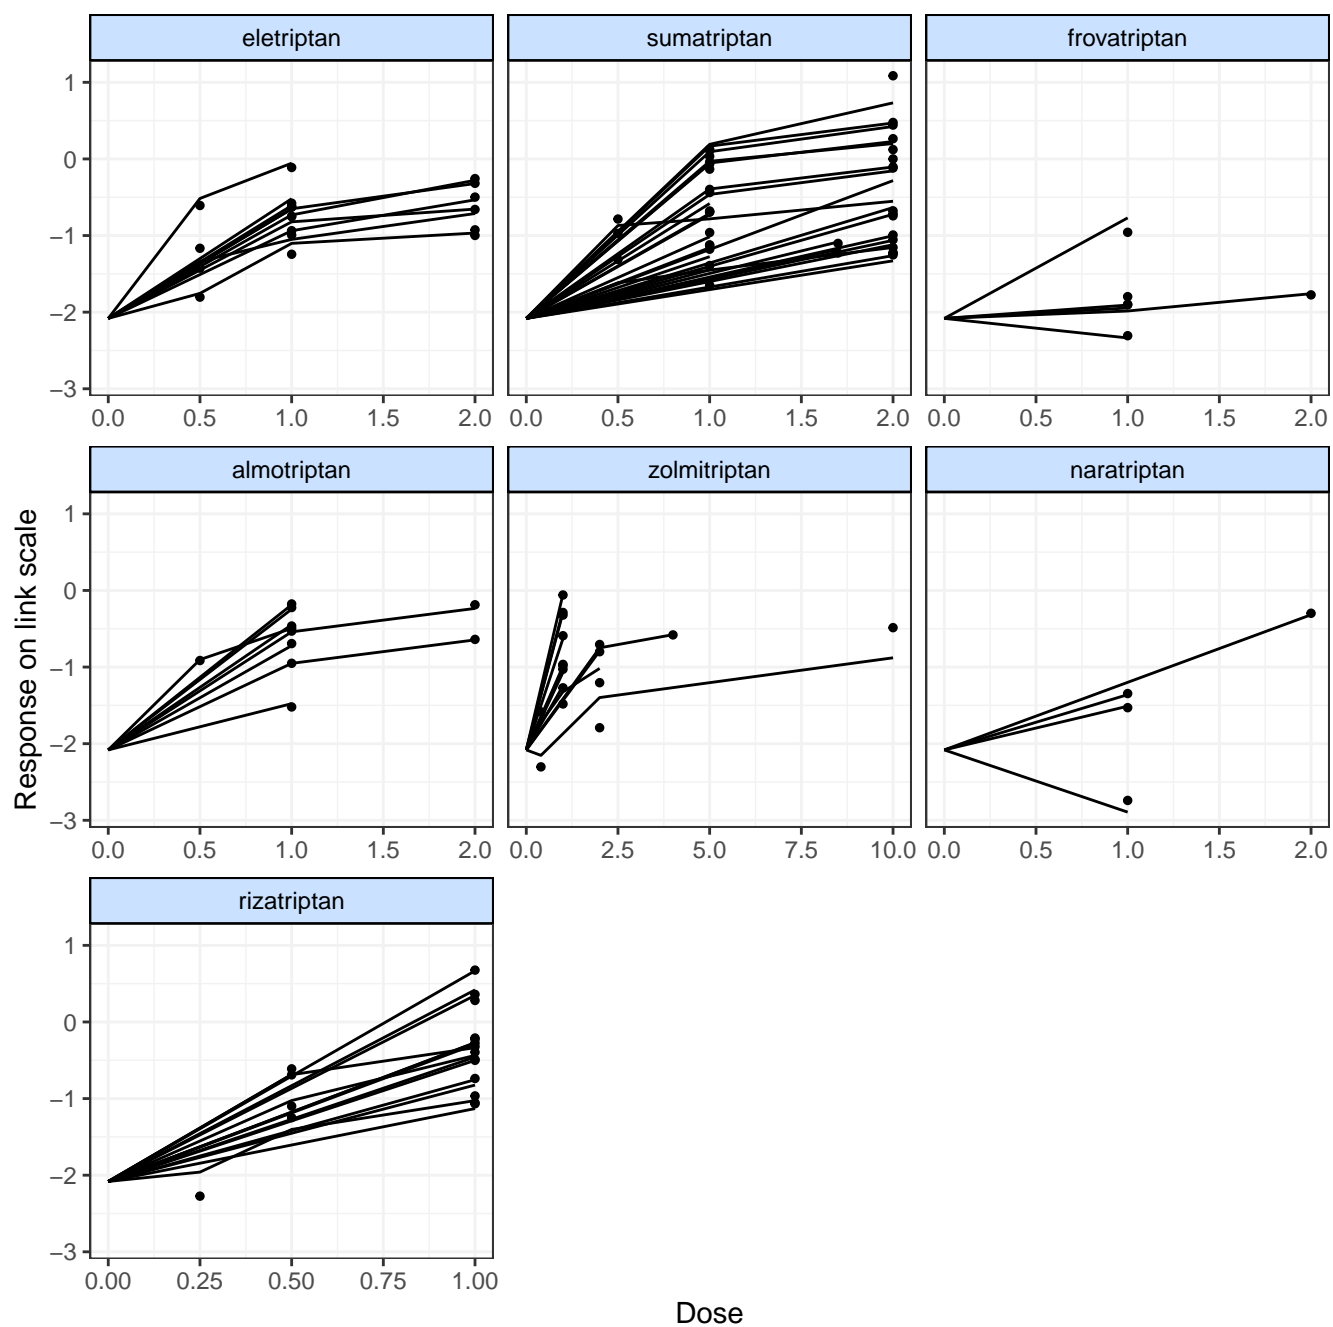 eletriptan sumatriptan frovatriptan
1
0
−1
−2
−3
0.0 0.5 1.0 1.5 2.0 0.0 0.5 1.0 1.5 2.0 0.0 0.5 1.0 1.5 2.0
almotriptan zolmitriptan naratriptan
1
0
−1
−2
−3
0.0 0.5 1.0 1.5 2.0 0.0 2.5 5.0 7.5 10.0 0.0 0.5 1.0 1.5 2.0
Response on link scale
rizatriptan
1
0
−1
−2
−3
0.00 0.25 0.50 0.75 1.00
Dose